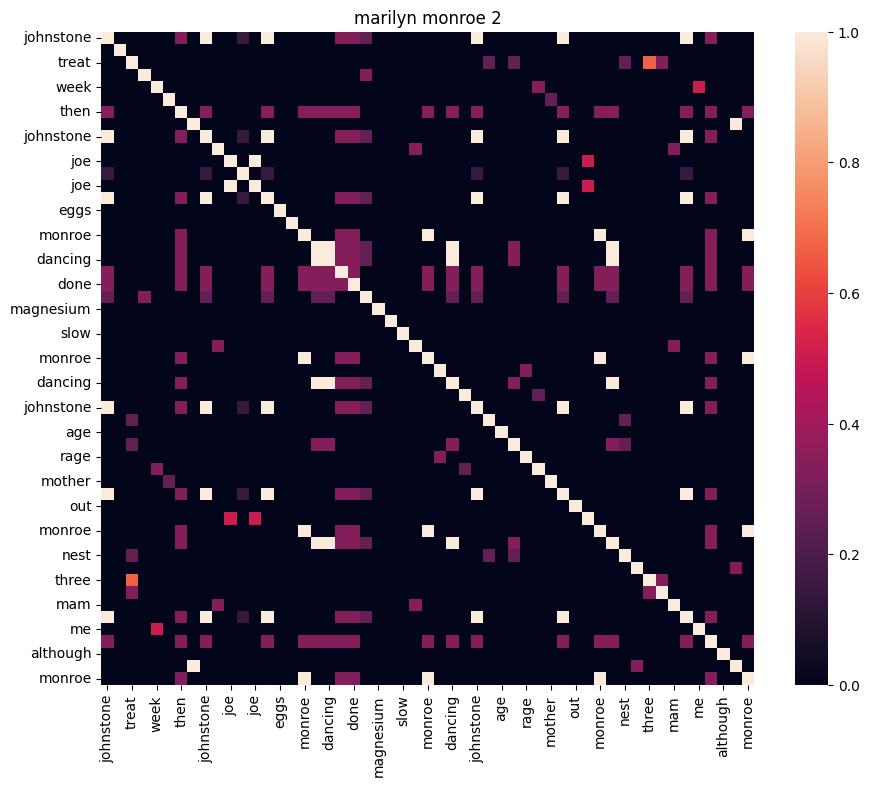 marilyn monroe 2
johnstone
treat
week
then
johnstone
joe
joe
eggs
monroe
dancing
done
magnesium
slow
monroe
dancing
johnstone
age
rage
mother
out
monroe
nest
three
mam
me
although
monroe
johnstone
treat
week
then
johnstone
joe
joe
eggs
monroe
dancing
done
magnesium
slow
monroe
dancing
johnstone
age
rage
mother
out
monroe
nest
three
mam
me
although
monroe
1.0
0.8
0.6
0.4
0.2
0.0